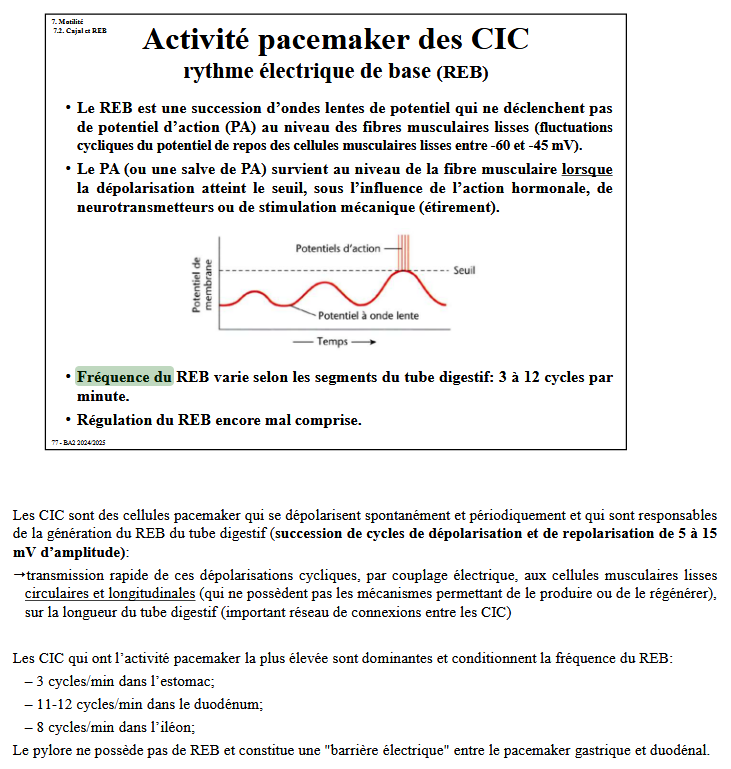 7. Motilité
7.2. Cajal et REB
Activité pacemaker des CIC
rythme électrique de base (REB)
• Le REB est une succession d'ondes lentes de potentiel qui ne déclenchent pas
de potentiel d'action (PA) au niveau des fibres musculaires lisses (fluctuations
cycliques du potentiel de repos des cellules musculaires lisses entre -60 et -45 mV).
• Le PA (ou une salve de PA) survient au niveau de la fibre musculaire lorsque
la dépolarisation atteint le seuil, sous l'influence de l'action hormonale, de
neurotransmetteurs ou de stimulation mécanique (étirement).
Potentiel de
membrane
Potentiels d'action
Seuil
Potentiel à onde lente
Temps
• Fréquence du REB varie selon les segments du tube digestif: 3 à 12 cycles par
minute.
• Régulation du REB encore mal comprise.
77 - BA2 2024/2025
Les CIC sont des cellules pacemaker qui se dépolarisent spontanément et périodiquement et qui sont responsables
de la génération du REB du tube digestif (succession de cycles de dépolarisation et de repolarisation de 5 à 15
mV d'amplitude):
→transmission rapide de ces dépolarisations cycliques, par couplage électrique, aux cellules musculaires lisses
circulaires et longitudinales (qui ne possèdent pas les mécanismes permettant de le produire ou de le régénérer),
sur la longueur du tube digestif (important réseau de connexions entre les CIC)
Les CIC qui ont l'activité pacemaker la plus élevée sont dominantes et conditionnent la fréquence du REB:
– 3 cycles/min dans l'estomac;
– 11-12 cycles/min dans le duodénum;
– 8 cycles/min dans l'iléon;
Le pylore ne possède pas de REB et constitue une "barrière électrique" entre le pacemaker gastrique et duodénal.